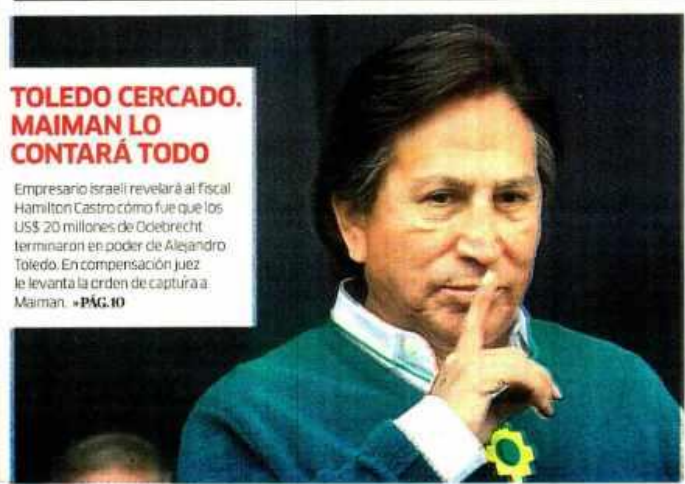 TOLEDO CERCADO.
MAIMAN LO
CONTARÁ TODO
Empresario israelí revelará al fiscal
Hamilton Castro cómo fue que los
US$ 20 millones de Odebrecht
terminaron en poder de Alejandro
Toledo. En compensación juez
le levanta la orden de captura a
Maiman. »PÁG.10